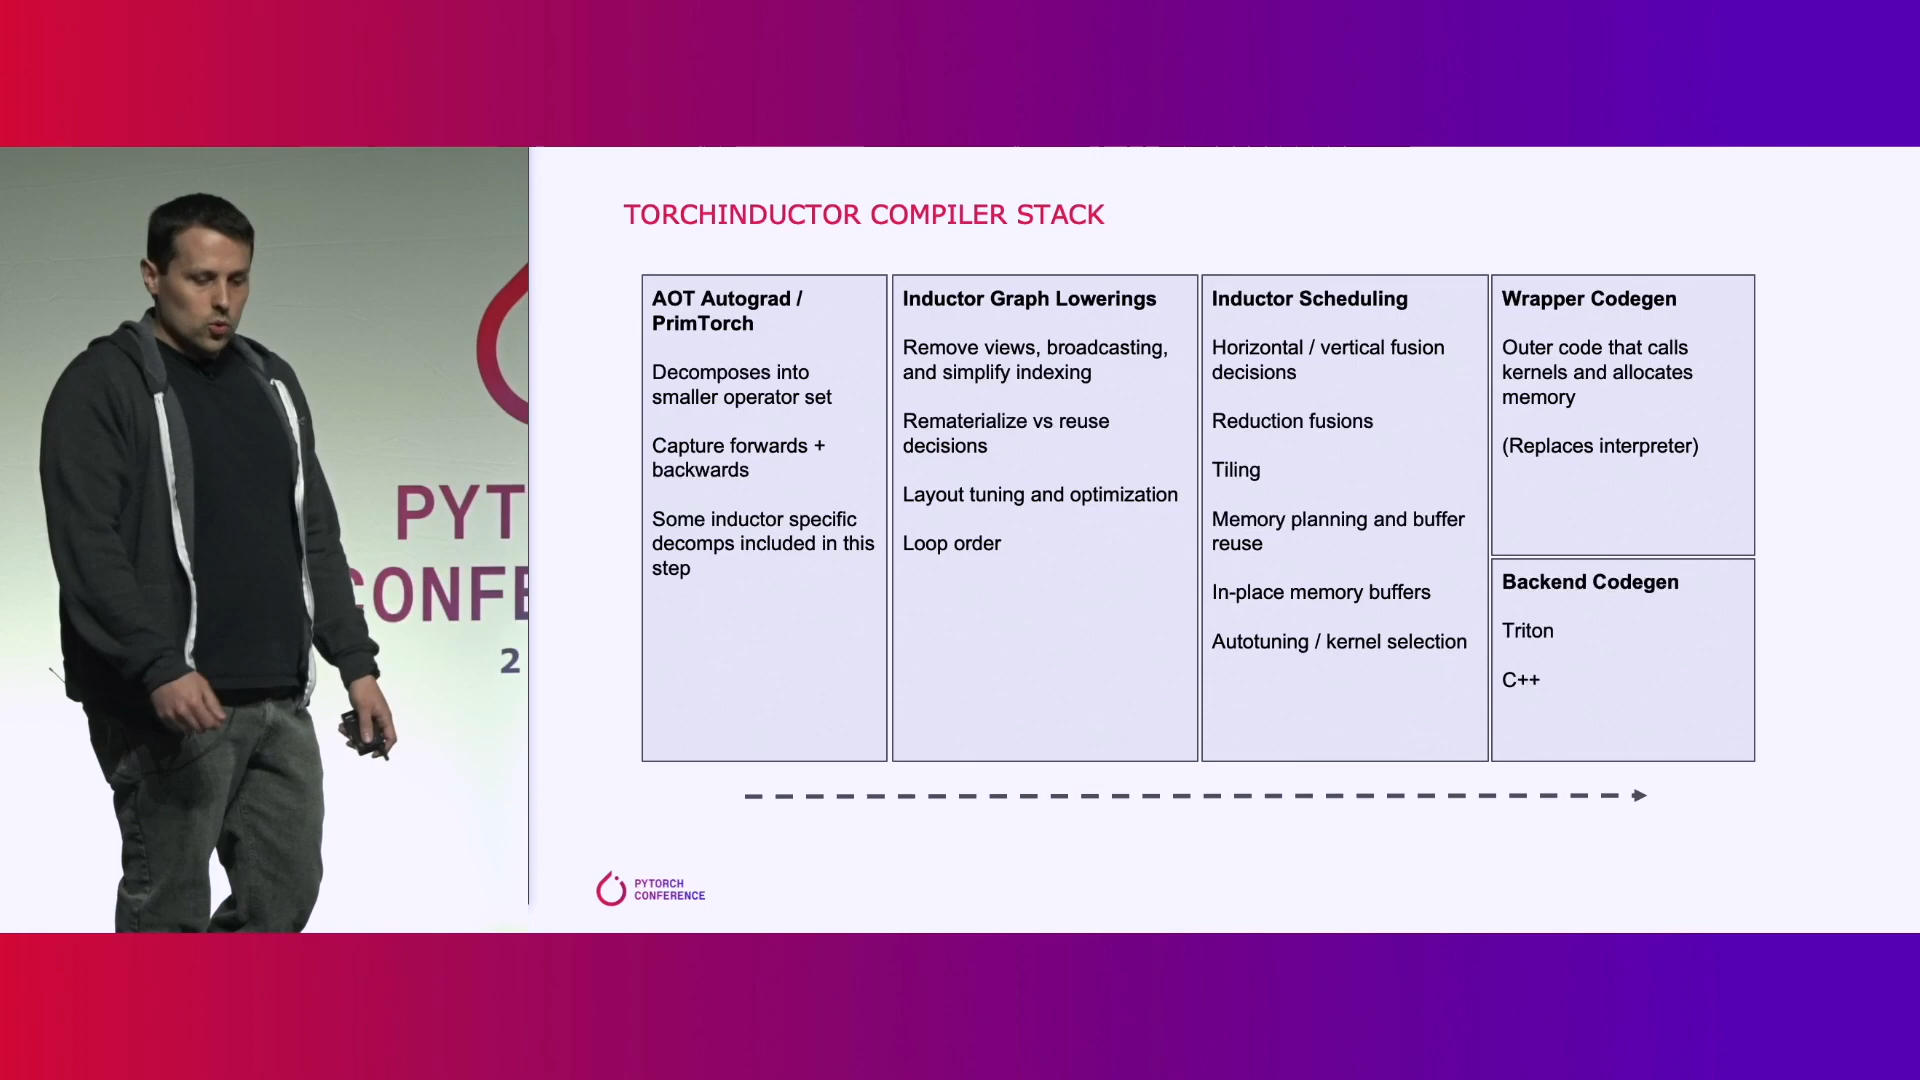 PYT
CONFE
2
TORCHINDUCTOR COMPILER STACK
AOT Autograd /
PrimTorch
Decomposes into
smaller operator set
Capture forwards +
backwards
Some inductor specific
decomps included in this
step
Inductor Graph Lowerings
Remove views, broadcasting,
and simplify indexing
Rematerialize vs reuse
decisions
Layout tuning and optimization
Loop order
Inductor Scheduling
Horizontal / vertical fusion
decisions
Reduction fusions
Tiling
Memory planning and buffer
reuse
In-place memory buffers
Autotuning / kernel selection
Wrapper Codegen
Outer code that calls
kernels and allocates
memory
(Replaces interpreter)
Backend Codegen
Triton
C++
PYTORCH
CONFERENCE